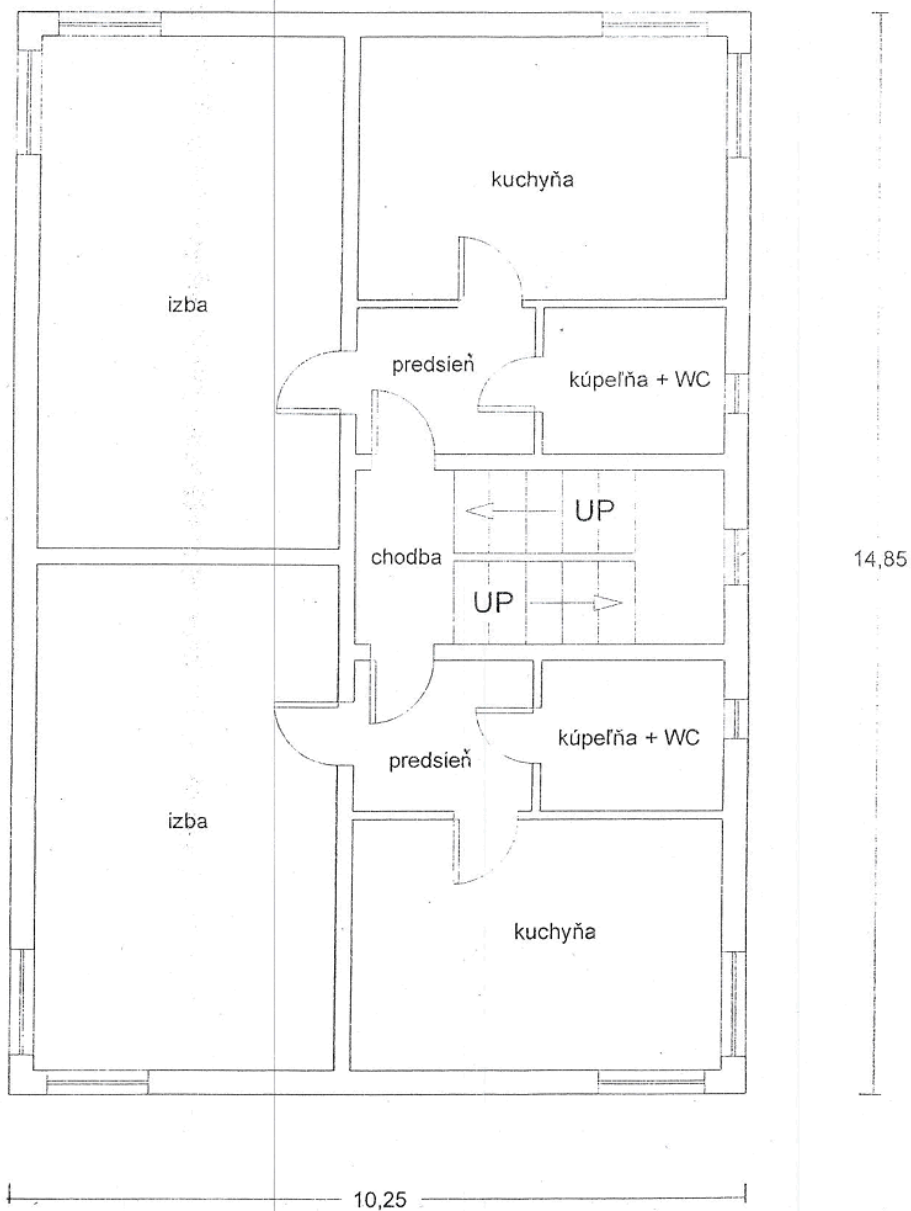 kuchyňa
izba
predsieň
kúpeľňa + WC
UP
chodba
14,85
UP
kúpeľňa + WC
predsieň
izba
kuchyňa
10,25